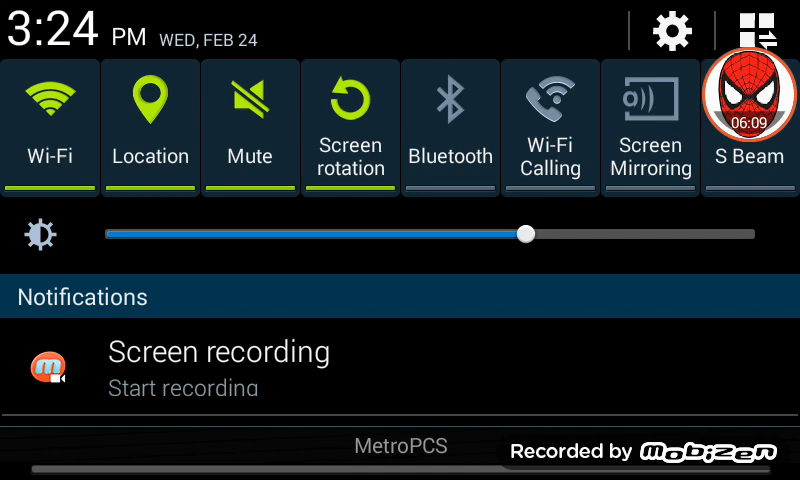 3:24 PM WED, FEB 24
06:09
Wi-Fi
Location
Mute
Screen
rotation
Bluetooth
Wi-Fi
Calling
Screen
Mirroring
S Beam
Notifications
m
Screen recording
Start recording
MetroPCS
Recorded by Mobizen